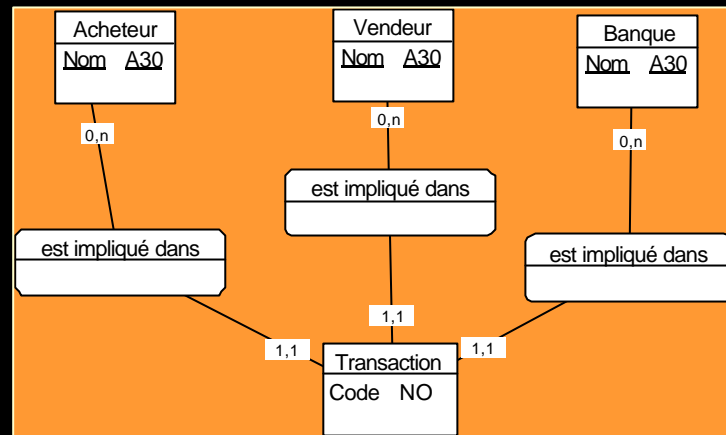 Acheteur
Nom A30
Vendeur
Nom A30
Banque
Nom A30
0,n
0,n
0,n
est impliqué dans
est impliqué dans
est impliqué dans
1,1
1,1
1,1
Transaction
Code NO